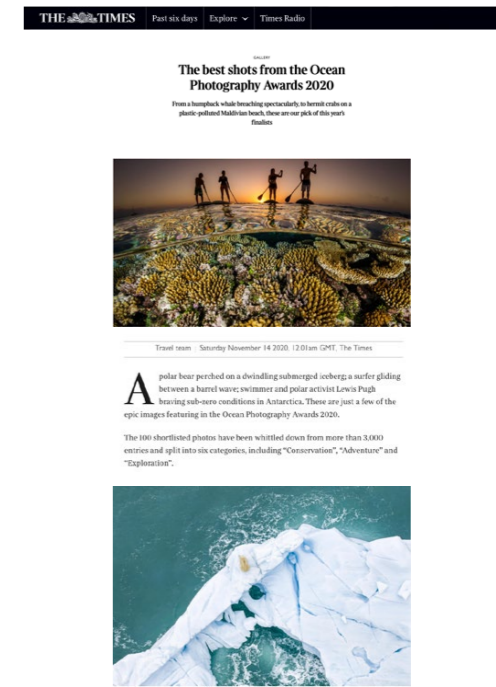 THE TIMES Past six days Explore Times Radio
GALLERY
The best shots from the Ocean
Photography Awards 2020
From a humpback whale breaching spectacularly, to hermit crabs on a
plastic-polluted Maldivian beach, these are our pick of this year's
finalists
Travel team | Saturday November 14 2020, 12.01am GMT, The Times
A polar bear perched on a dwindling submerged iceberg; a surfer gliding
between a barrel wave; swimmer and polar activist Lewis Pugh
braving sub-zero conditions in Antarctica. These are just a few of the
epic images featuring in the Ocean Photography Awards 2020.
The 100 shortlisted photos have been whittled down from more than 3,000
entries and split into six categories, including "Conservation", "Adventure" and
"Exploration".